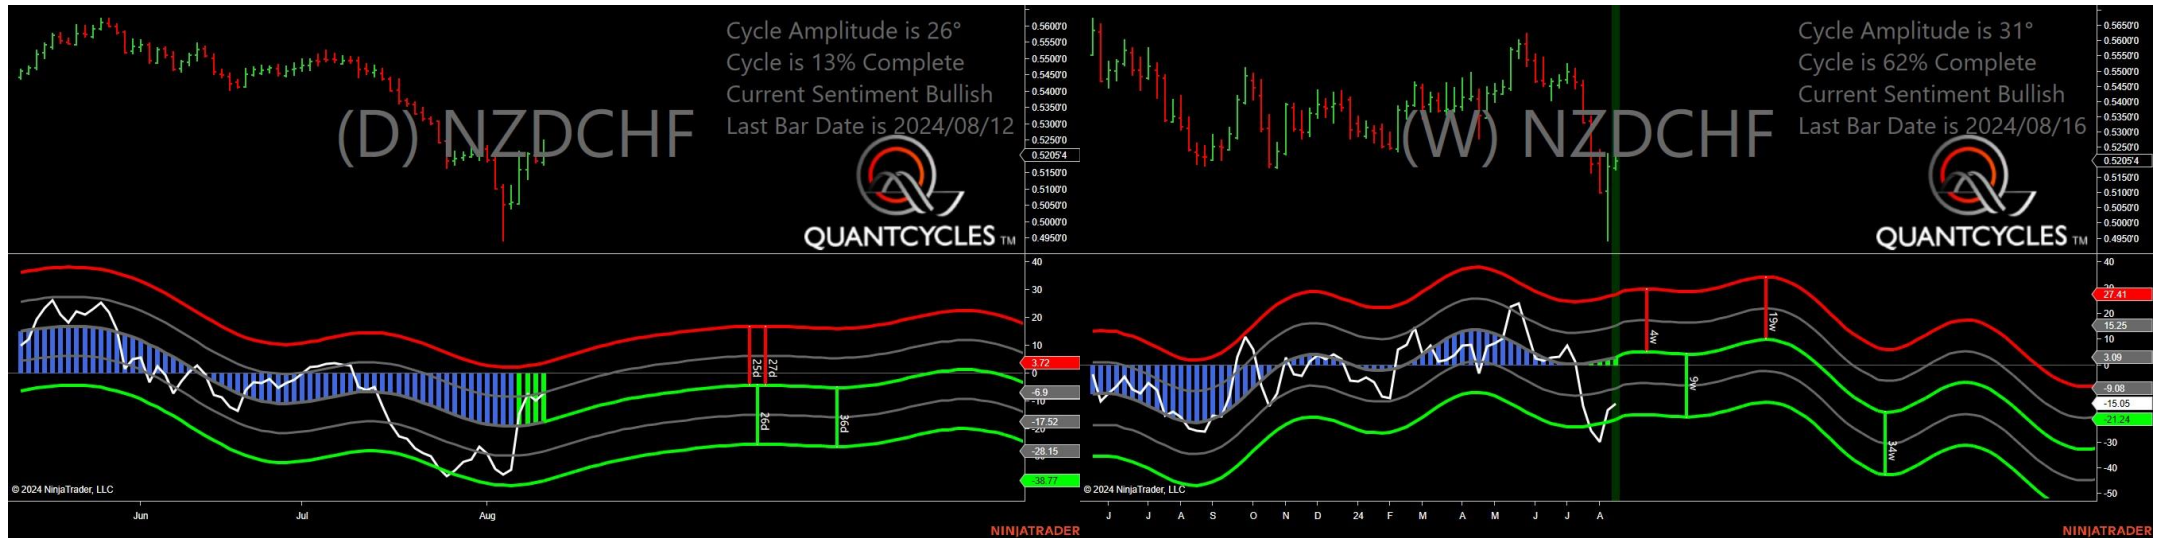 Cycle Amplitude is 26°
Cycle is 13% Complete
Current Sentiment Bullish
Last Bar Date is 2024/08/12
(D) NZDCHF
QUANTCYCLES TM
0.5600'0
0.5550'0
0.5500'0
0.5450'0
0.5400'0
0.5350'0
0.5300'0
0.5250'0
0.5205'4
0.5150'0
0.5100'0
0.5050'0
0.5000'0
0.4950'0
40
30
20
10
3.72
0
-6.9
-10
-17.52
-20
-28.15
-38.77
25d
27d
26d
36d
© 2024 NinjaTrader, LLC
Jun
Jul
Aug
NINJATRADER
Cycle Amplitude is 31°
Cycle is 62% Complete
Current Sentiment Bullish
Last Bar Date is 2024/08/16
(W) NZDCHF
QUANTCYCLES TM
0.5650'0
0.5600'0
0.5550'0
0.5500'0
0.5450'0
0.5400'0
0.5350'0
0.5300'0
0.5250'0
0.5205'4
0.5150'0
0.5100'0
0.5050'0
0.5000'0
0.4950'0
40
27.41
20
15.25
10
3.09
0
-9.08
-15.05
-21.24
-30
-40
-50
4w
19w
9w
34w
© 2024 NinjaTrader, LLC
J
J
A
S
O
N
D
24
F
M
A
M
J
J
A
NINJATRADER